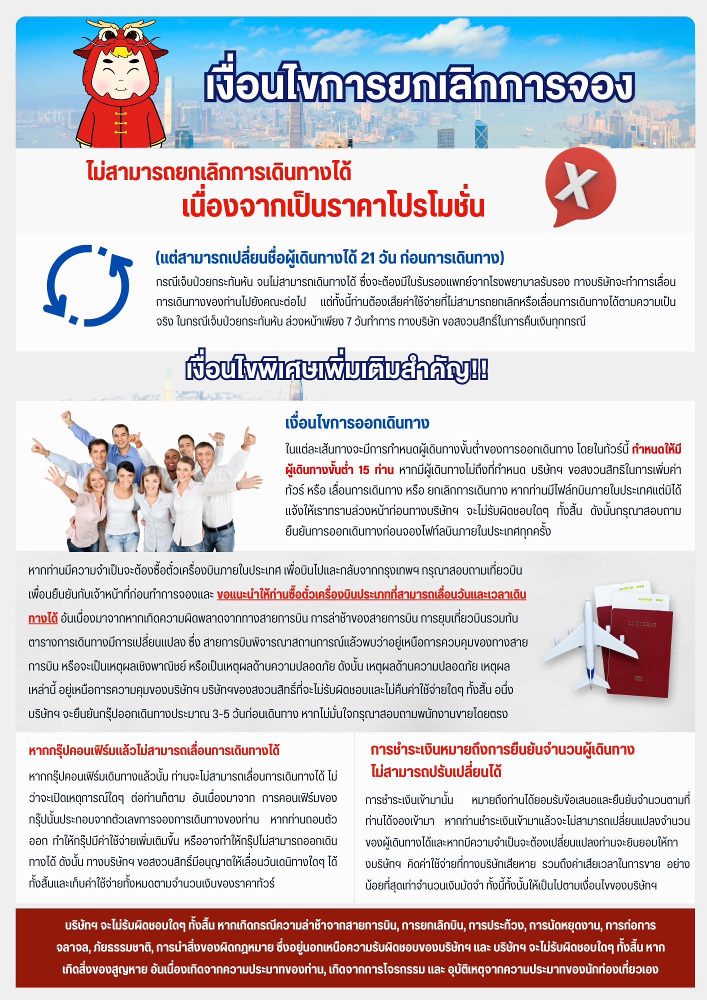 เงื่อนไขการยกเลิกการจอง
ไม่สามารถยกเลิกการเดินทางได้
เนื่องจากเป็นราคาโปรโมชั่น
(แต่สามารถเปลี่ยนชื่อผู้เดินทางได้ 21 วัน ก่อนการเดินทาง)
กรณีเจ็บป่วยกระทันหัน จนไม่สามารถเดินทางได้ ซึ่งจะต้องมีใบรับรองแพทย์จากโรงพยาบาลรับรอง ทางบริษัทจะทำการเลื่อน
การเดินทางของท่านไปยังคณะต่อไป แต่ทั้งนี้ท่านต้องเสียค่าใช้จ่ายที่ไม่สามารถยกเลิกหรือเลื่อนการเดินทางได้ตามความเป็น
จริง ในกรณีเจ็บป่วยกระทันหัน ล่วงหน้าเพียง 7 วันทำการ ทางบริษัท ขอสงวนสิทธิ์ในการคืนเงินทุกกรณี
เงื่อนไขพิเศษเพิ่มเติมสำคัญ!!
เงื่อนไขการออกเดินทาง
ในแต่ละเส้นทางจะมีการกำหนดผู้เดินทางขั้นต่ำของการออกเดินทาง โดยในทัวร์นี้ กำหนดให้มี
ผู้เดินทางขั้นต่ำ 15 ท่าน หากมีผู้เดินทางไม่ถึงที่กำหนด บริษัทฯ ขอสงวนสิทธิในการเพิ่มค่า
ทัวร์ หรือ เลื่อนการเดินทาง หรือ ยกเลิกการเดินทาง หากท่านมีไฟล์ทบินภายในประเทศแต่มิได้
แจ้งให้เราทราบล่วงหน้าก่อนทางบริษัทฯ จะไม่รับผิดชอบใดๆ ทั้งสิ้น ดังนั้นกรุณาสอบถาม
ยืนยันการออกเดินทางก่อนจองไฟท์ลบินภายในประเทศทุกครั้ง
หากท่านมีความจำเป็นจะต้องซื้อตั๋วเครื่องบินภายในประเทศ เพื่อบินไปและกลับจากกรุงเทพฯ กรุณาสอบถามเที่ยวบิน
เพื่อนยืนยันกับเจ้าหน้าที่ก่อนทำการจองและ ขอแนะนำให้ท่านซื้อตั๋วเครื่องบินประเภทที่สามารถเลื่อนวันและเวลาเดิน
ทางได้ อันเนื่องมาจากหากเกิดความผิดพลาดจากทางสายการบิน การล่าช้าของสายการบิน การยุบเที่ยวบินรวมกัน
ตารางการเดินทางมีการเปลี่ยนแปลง ซึ่ง สายการบินพิจารณาสถานการณ์แล้วพบว่าอยู่เหนือการควบคุมของทางสาย
การบิน หรือจะเป็นเหตุผลเชิงพาณิชย์ หรือเป็นเหตุผลด้านความปลอดภัย ดังนั้น เหตุผลด้านความปลอดภัย เหตุผล
เหล่านี้ อยู่เหนือการความคุมของบริษัทฯ บริษัทฯของสงวนสิทธิ์ที่จะไม่รับผิดชอบและไม่คืนค่าใช้จ่ายใดๆ ทั้งสิ้น อนึ่ง
บริษัทฯ จะยืนยันกรุ๊ปออกเดินทางประมาณ 3-5 วันก่อนเดินทาง หากไม่มั่นใจกรุณาสอบถามพนักงานขายโดยตรง
Airlines
Airlines
PASSPORT
หากกรุ๊ปคอนเฟิร์มแล้วไม่สามารถเลื่อนการเดินทางได้
หากกรุ๊ปคอนเฟิร์มเดินทางแล้วนั้น ท่านจะไม่สามารถเลื่อนการเดินทางได้ ไม่
ว่าจะเปิดเหตุการณ์ใดๆ ต่อท่านก็ตาม อันเนื่องมาจาก การคอนเฟิร์มของ
กรุ๊ปนั้นประกอบจากตัวเลขการจองการเดินทางของท่าน หากท่านถอนตัว
ออก ทำให้กรุ๊ปมีค่าใช้จ่ายเพิ่มเติมขึ้น หรืออาจทำให้กรุ๊ปไม่สามารถออกเดิน
ทางได้ ดังนั้น ทางบริษัทฯ ขอสงวนสิทธิ์มีอนุญาตให้เลื่อนวันเดนิทางใดๆ ได้
ทั้งสิ้นและเก็บค่าใช้จ่ายทั้งหมดตามจำนวนเงินของราคาทัวร์
การชำระเงินหมายถึงการยืนยันจำนวนผู้เดินทาง
ไม่สามารถปรับเปลี่ยนได้
การชำระเงินเข้ามานั้น หมายถึงท่านได้ยอมรับข้อเสนอและยืนยันจำนวนตามที่
ท่านได้จองเข้ามา หากท่านชำระเงินเข้ามาแล้วจะไม่สามารถเปลี่ยนแปลงจำนวน
ของผู้เดินทางได้และหากมีความจำเป็นจะต้องเปลี่ยนแปลงท่านจะยินยอมให้ทา
งบริษัทฯ คิดค่าใช้จ่ายที่ทางบริษัทเสียหาย รวมถึงค่าเสียเวลาในการขาย อย่าง
น้อยที่สุดเท่าจำนวนเงินมัดจำ ทั้งนี้ทั้งนั้นให้เป็นไปตามเงื่อนไขของบริษัทฯ
บริษัทฯ จะไม่รับผิดชอบใดๆ ทั้งสิ้น หากเกิดกรณีความล่าช้าจากสายการบิน, การยกเลิกบิน, การประท้วง, การนัดหยุดงาน, การก่อการ
จลาจล, ภัยธรรมชาติ, การนำสิ่งของผิดกฎหมาย ซึ่งอยู่นอกเหนือความรับผิดชอบของบริษัทฯ และ บริษัทฯ จะไม่รับผิดชอบใดๆ ทั้งสิ้น หาก
เกิดสิ่งของสูญหาย อันเนื่องเกิดจากความประมาทของท่าน, เกิดจากการโจรกรรม และ อุบัติเหตุจากความประมาทของนักท่องเที่ยวเอง